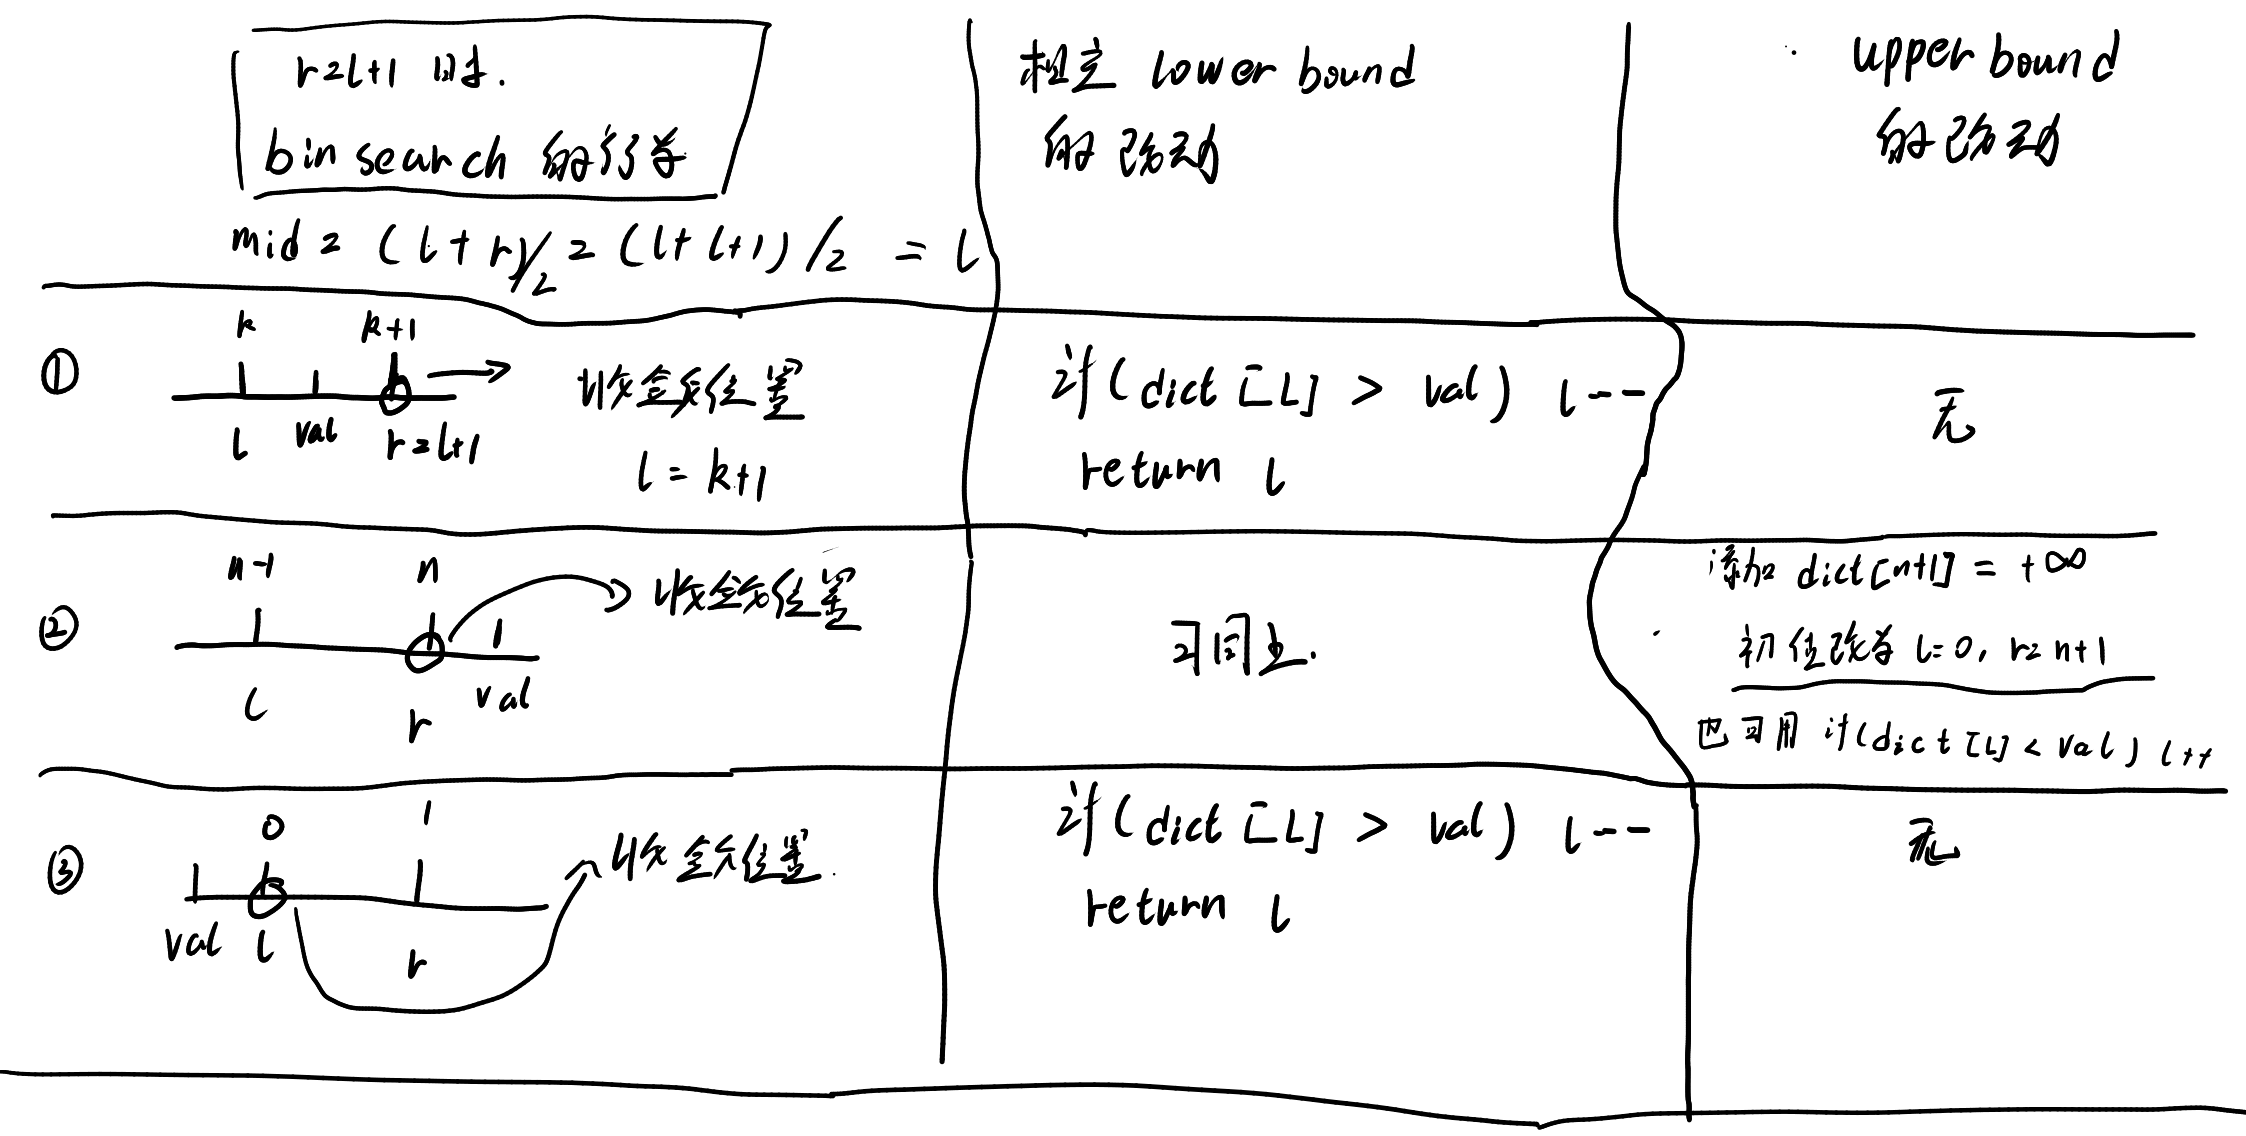 r=l+1 时.
bin search 的行为
mid = (l+r)/2 = (l+l+1)/2 = l
相应 lower bound
的改动
upper bound
的改动
①
k k+1
l val r=l+1
收敛位置
l = k+1
if(dict[L] > val) l--
return l
无
②
n-1 n
l r val
收敛位置
可同上.
添加 dict[n+1] = +∞
初值改为 l=0, r=n+1
也可用 if(dict[L] < val) l++
③
0 1
val l r
收敛位置.
if(dict[L] > val) l--
return l
无